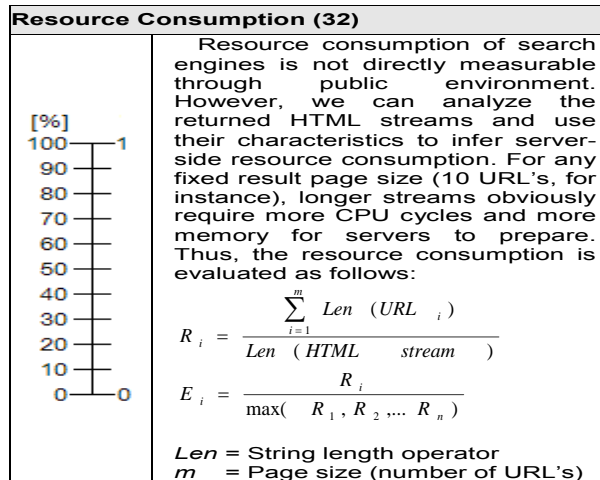 Resource Consumption (32)
[%]
100 1
90
80
70
60
50
40
30
20
10
0 0
Resource consumption of search
engines is not directly measurable
through public environment.
However, we can analyze the
returned HTML streams and use
their characteristics to infer server-
side resource consumption. For any
fixed result page size (10 URL's, for
instance), longer streams obviously
require more CPU cycles and more
memory for servers to prepare.
Thus, the resource consumption is
evaluated as follows:
R i = m ∑ i = 1 Len (URL i ) / Len ( HTML stream )
E i = R i / max( R 1 , R 2 ,... R n )
Len = String length operator
m = Page size (number of URL's)